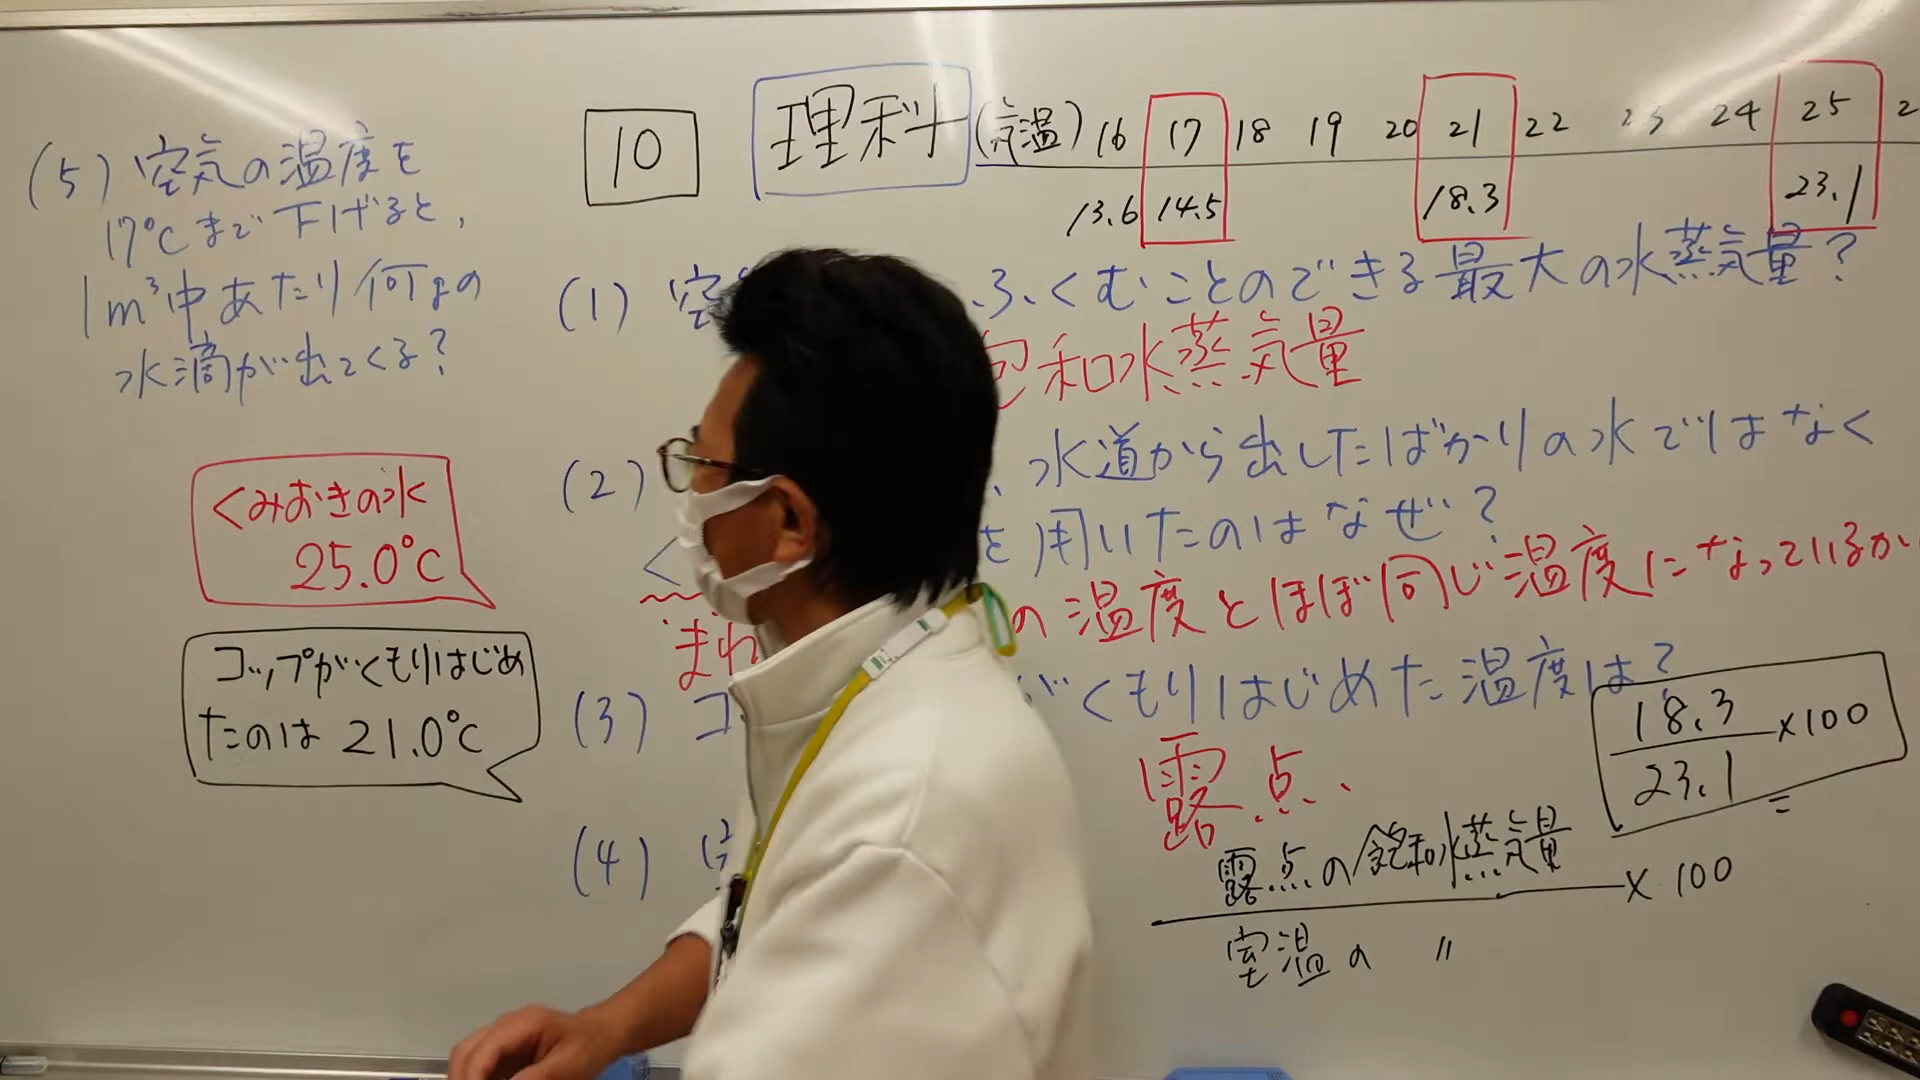 10
理科
(気温) 16 17 18 19 20 21 22 23 24 25 2
13.6 14.5 18.3 23.1
(5) 空気の温度を
17℃まで下げると,
1m³中あたり何gの
水滴が出てくる?
くみおきの水
25.0℃
コップがくもりはじめ
たのは 21.0℃
(1) 空 ふくむことのできる最大の水蒸気量?
和水蒸気量
(2) 水道から出したばかりの水ではなく
く を用いたのはなぜ?
まわ の温度とほぼ同じ温度になっているか
(3) コ がくもりはじめた温度は?
露点
(4)
18.3
23.1
×100
=
露点の飽和水蒸気量
室温の 〃
× 100